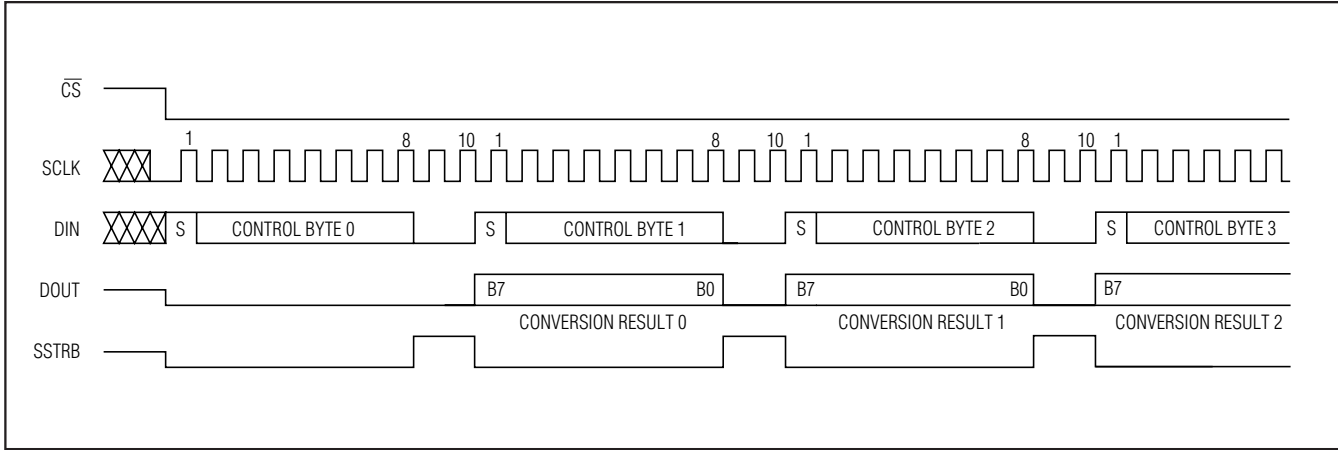 CS
1 8 10 1 8 10 1 8 10 1
SCLK
DIN S CONTROL BYTE 0 S CONTROL BYTE 1 S CONTROL BYTE 2 S CONTROL BYTE 3
DOUT B7 B0 B7 B0 B7
CONVERSION RESULT 0 CONVERSION RESULT 1 CONVERSION RESULT 2
SSTRB